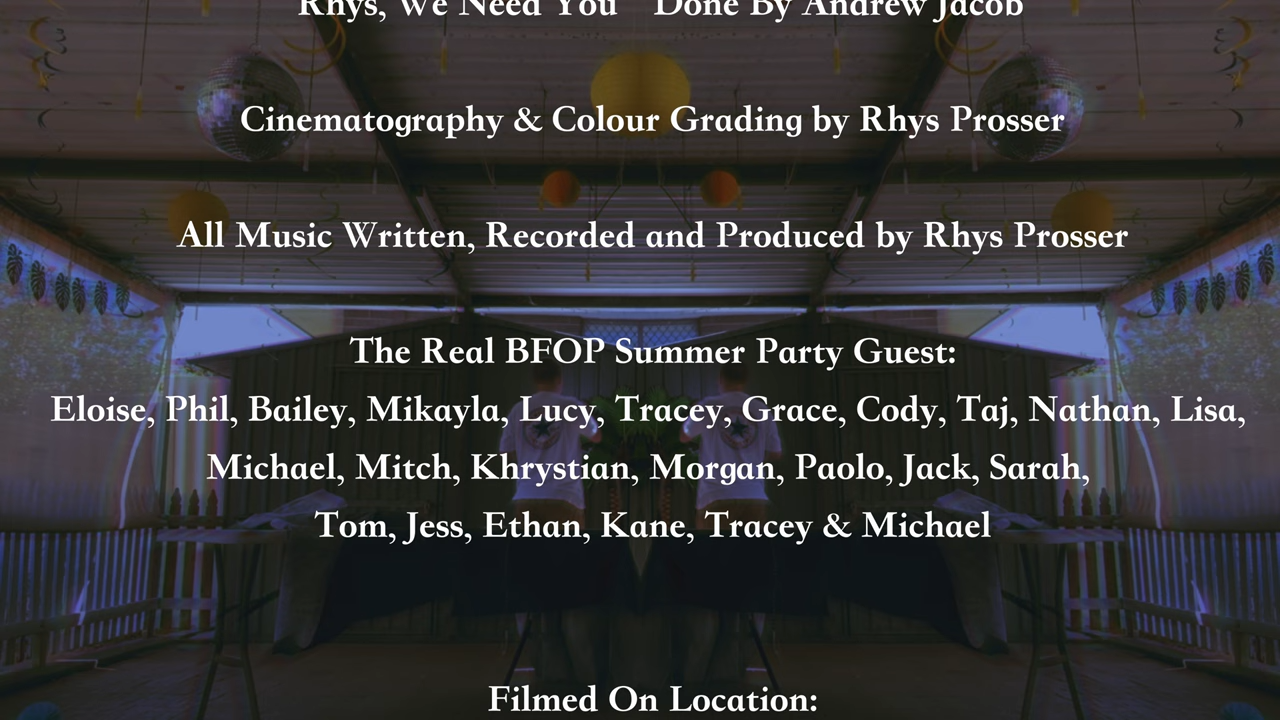 Rhys, We Need You Done By Andrew Jacob
Cinematography & Colour Grading by Rhys Prosser
All Music Written, Recorded and Produced by Rhys Prosser
The Real BFOP Summer Party Guest:
Eloise, Phil, Bailey, Mikayla, Lucy, Tracey, Grace, Cody, Taj, Nathan, Lisa,
Michael, Mitch, Khrystian, Morgan, Paolo, Jack, Sarah,
Tom, Jess, Ethan, Kane, Tracey & Michael
Filmed On Location: